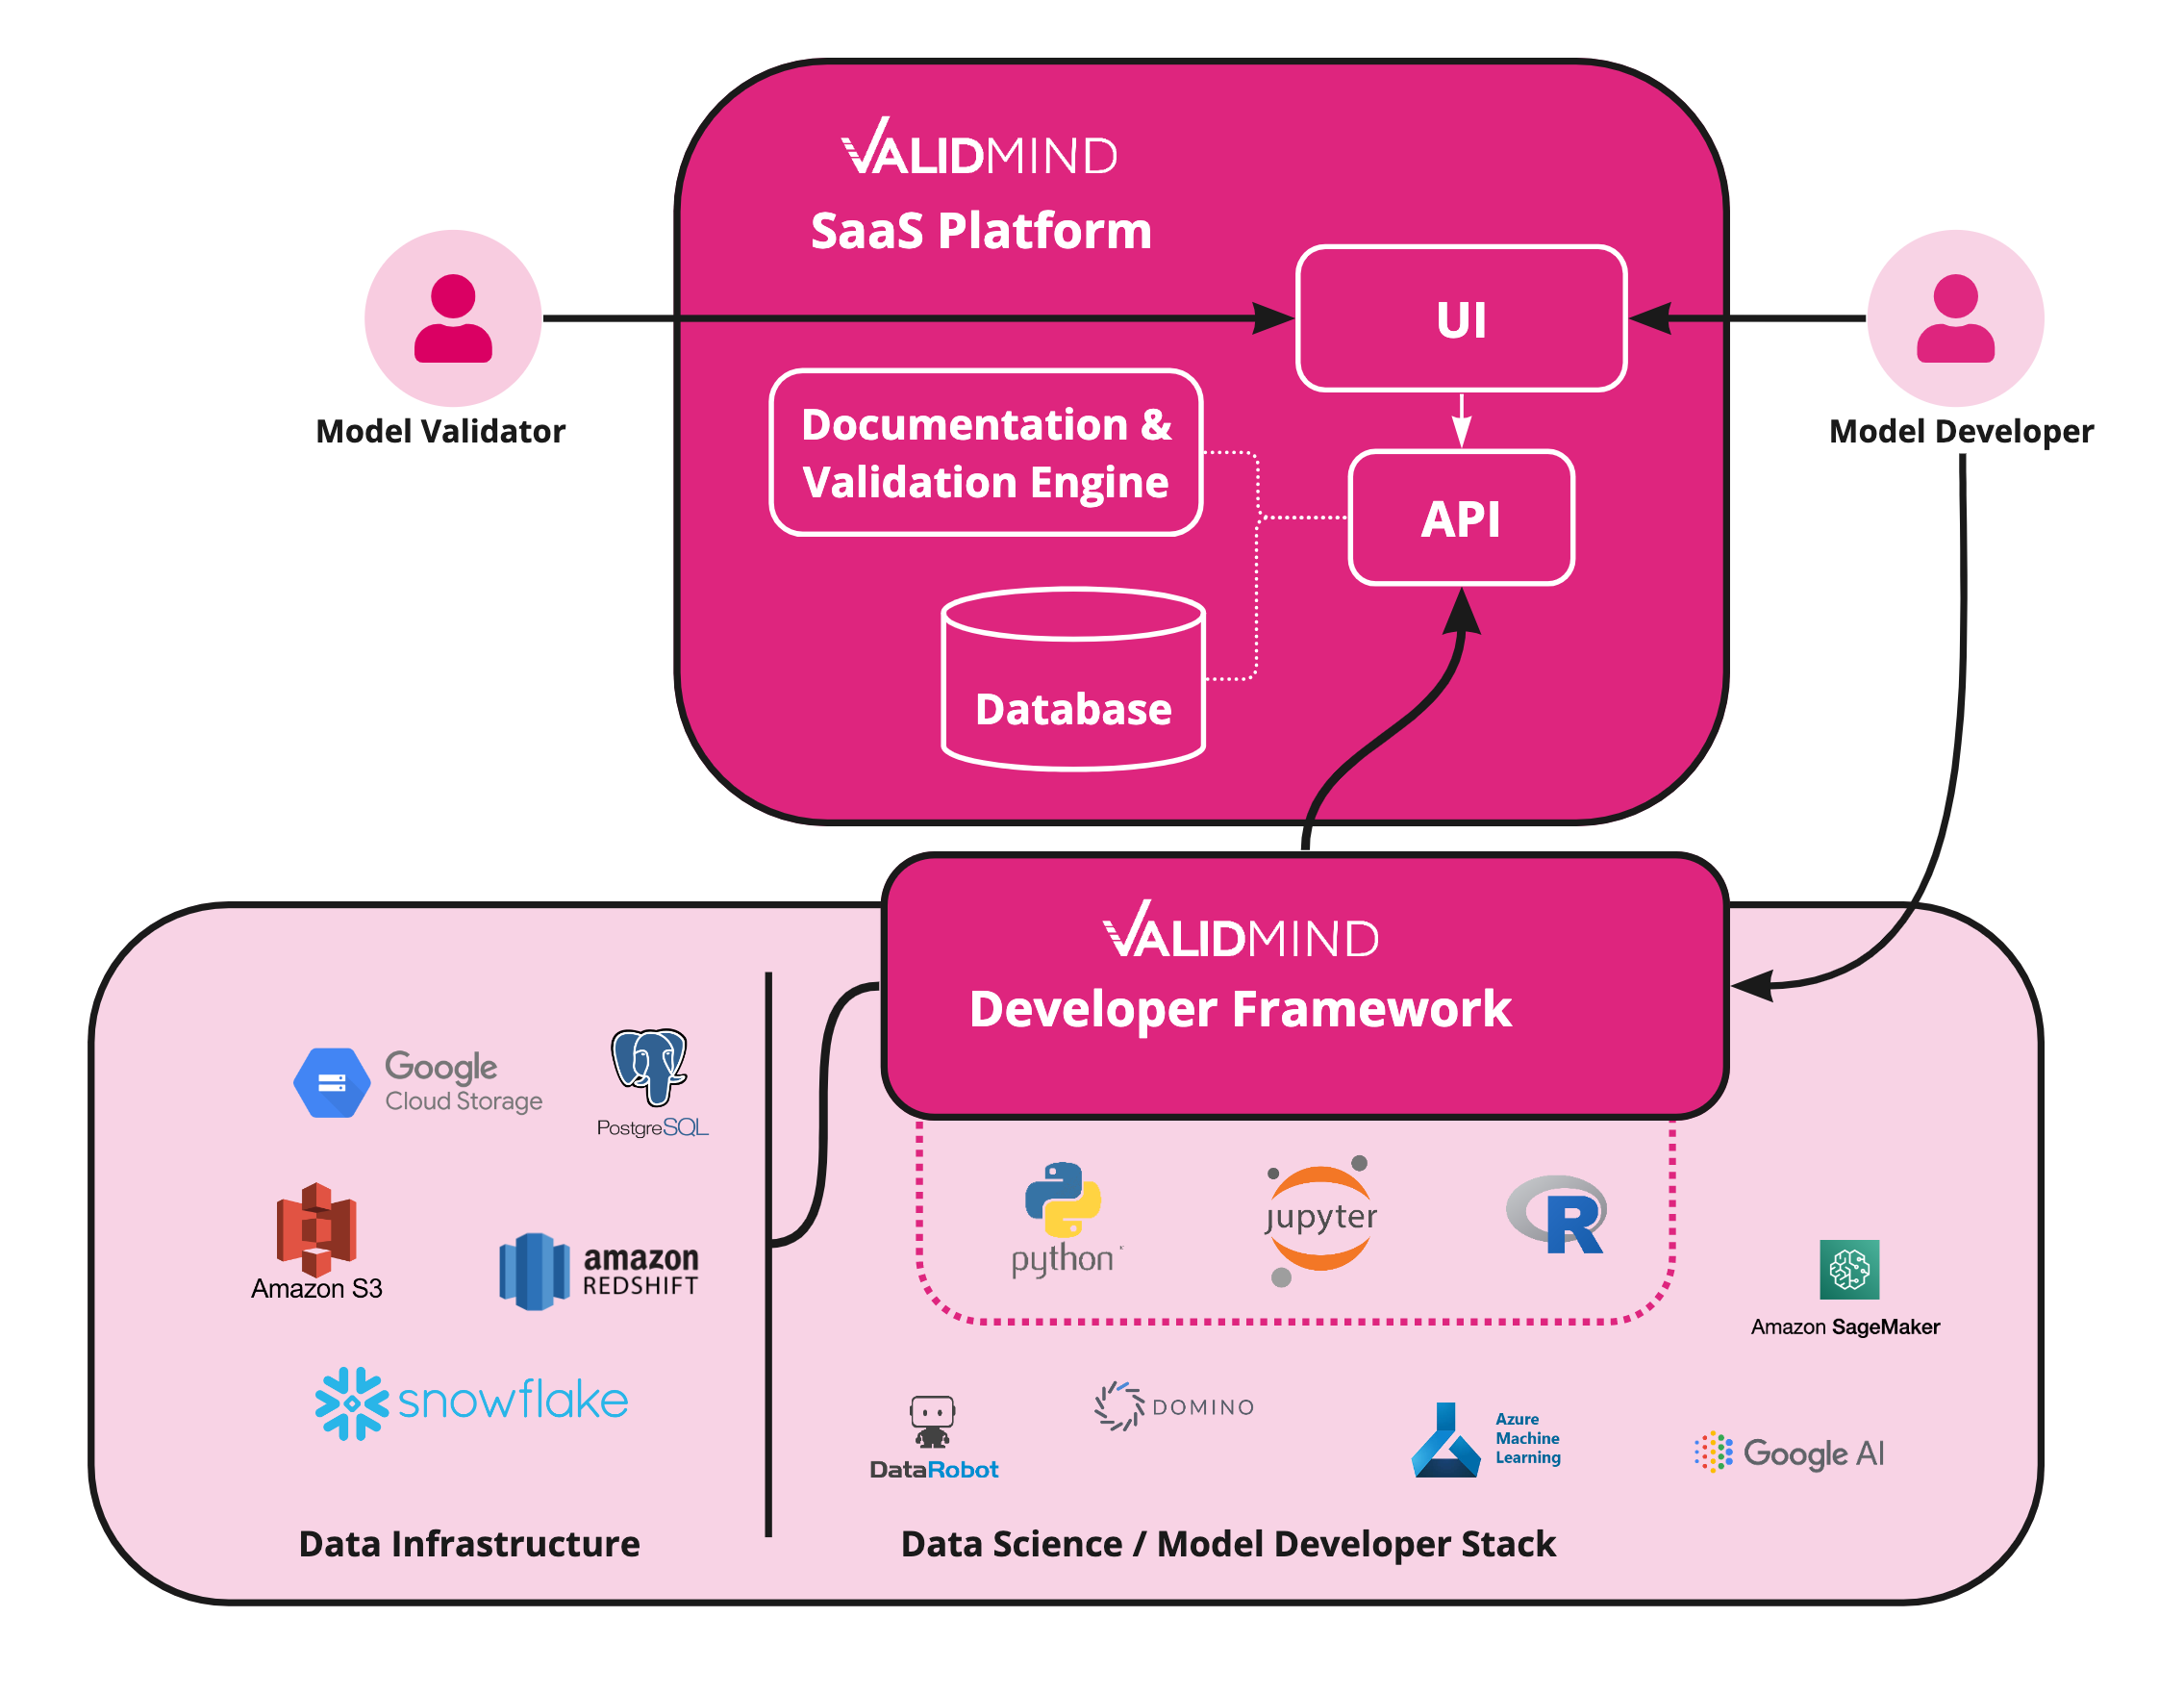 VALIDMIND
SaaS Platform
UI
Model Validator
Model Developer
Documentation &
Validation Engine
API
Database
VALIDMIND
Developer Framework
Google
Cloud Storage
PostgreSQL
Amazon S3
amazon
REDSHIFT
snowflake
python
jupyter
R
Amazon SageMaker
DataRobot
DOMINO
Azure
Machine
Learning
Google AI
Data Infrastructure
Data Science / Model Developer Stack